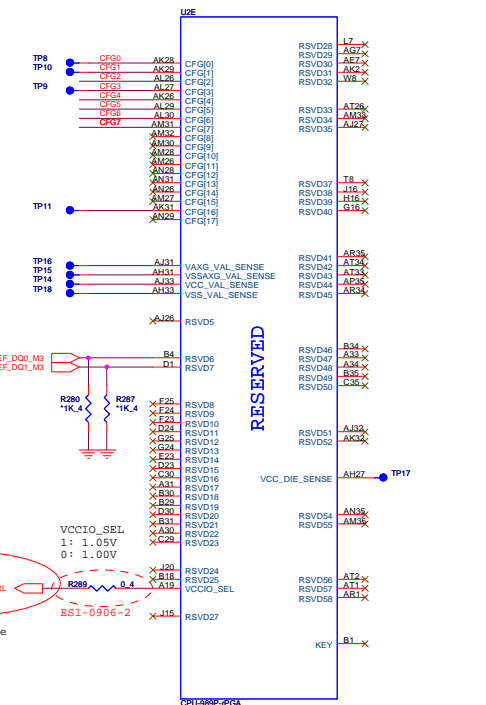 U2E
TP8 CFG0 AK28 CFG[0]
TP10 CFG1 AK29 CFG[1]
CFG2 AL26 CFG[2]
TP9 CFG3 AL27 CFG[3]
CFG4 AK26 CFG[4]
CFG5 AL29 CFG[5]
CFG6 AL30 CFG[6]
CFG7 AM31 CFG[7]
AM32 CFG[8]
AM30 CFG[9]
AM28 CFG[10]
AM26 CFG[11]
AN28 CFG[12]
AN31 CFG[13]
AN26 CFG[14]
AM27 CFG[15]
TP11 AK31 CFG[16]
AN29 CFG[17]
TP16 AJ31 VAXG_VAL_SENSE
TP15 AH31 VSSAXG_VAL_SENSE
TP14 AJ33 VCC_VAL_SENSE
TP18 AH33 VSS_VAL_SENSE
AJ26 RSVD5
EF_DQ0_M3 B4 RSVD6
EF_DQ1_M3 D1 RSVD7
R280
*1K_4
R287
*1K_4
F25 RSVD8
F24 RSVD9
F23 RSVD10
D24 RSVD11
G25 RSVD12
G24 RSVD13
E23 RSVD14
D23 RSVD15
C30 RSVD16
A31 RSVD17
B30 RSVD18
B29 RSVD19
D30 RSVD20
B31 RSVD21
A30 RSVD22
C29 RSVD23
VCCIO_SEL
1: 1.05V
0: 1.00V
J20 RSVD24
B18 RSVD25
RL R289 0_4 A19 VCCIO_SEL
ES1-0906-2
J15 RSVD27
e
RESERVED
RSVD28 L7
RSVD29 AG7
RSVD30 AE7
RSVD31 AK2
RSVD32 W8
RSVD33 AT26
RSVD34 AM33
RSVD35 AJ27
RSVD37 T8
RSVD38 J16
RSVD39 H16
RSVD40 G16
RSVD41 AR35
RSVD42 AT34
RSVD43 AT33
RSVD44 AP35
RSVD45 AR34
RSVD46 B34
RSVD47 A33
RSVD48 A34
RSVD49 B35
RSVD50 C35
RSVD51 AJ32
RSVD52 AK32
VCC_DIE_SENSE AH27 TP17
RSVD54 AN35
RSVD55 AM35
RSVD56 AT2
RSVD57 AT1
RSVD58 AR1
KEY B1
CPU-989P-rPGA